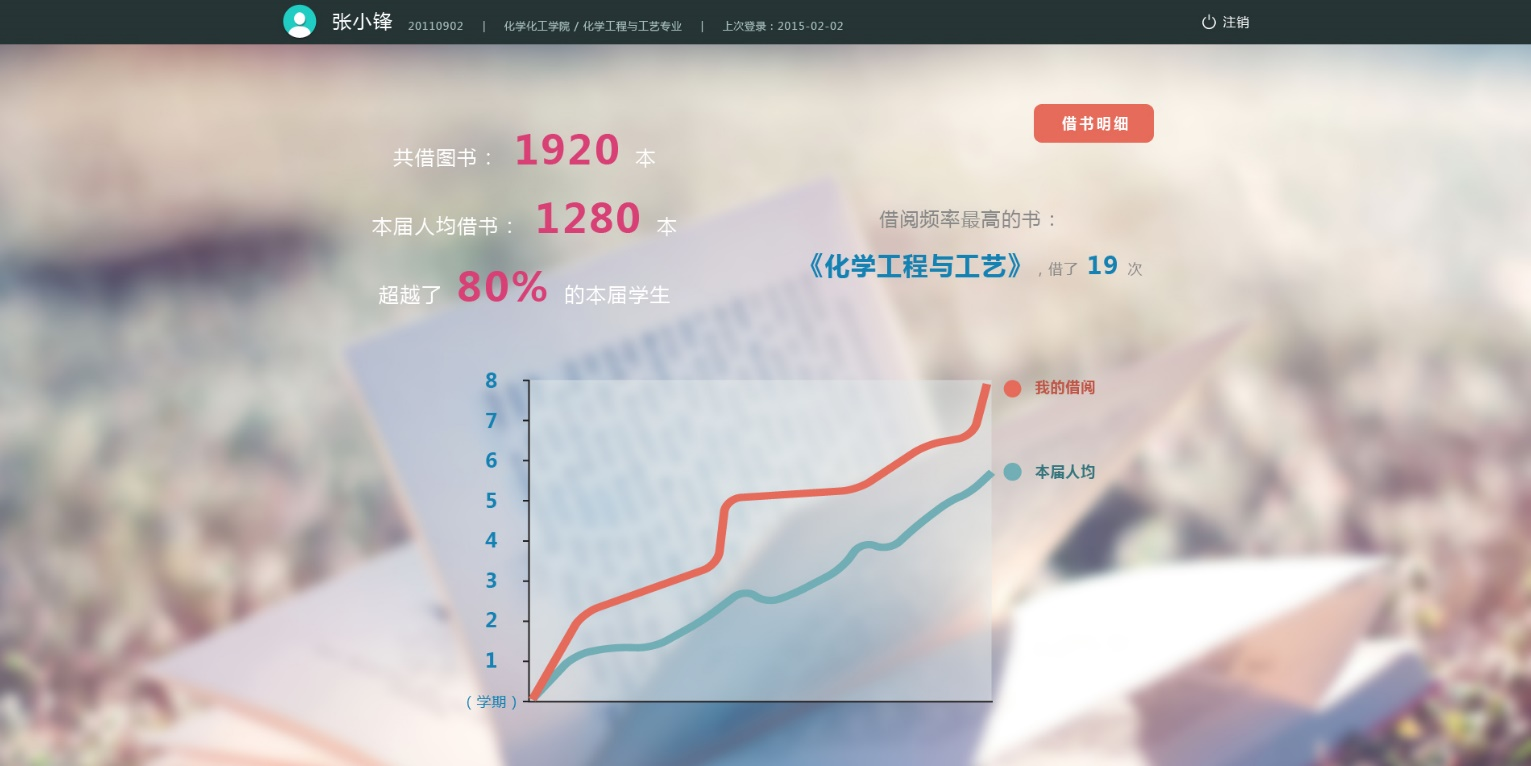 张小锋 20110902 | 化学化工学院 / 化学工程与工艺专业 | 上次登录：2015-02-02 注销
借书明细
共借图书： 1920 本
本届人均借书： 1280 本
超越了 80% 的本届学生
借阅频率最高的书：
《化学工程与工艺》，借了 19 次
8
7
6
5
4
3
2
1
（学期）
我的借阅
本届人均